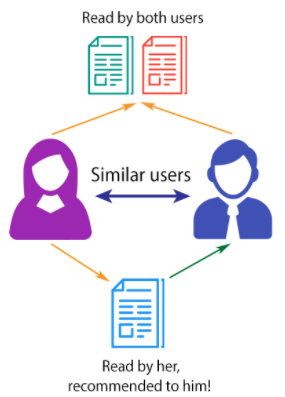 Read by both users
Similar users
Read by her,
recommended to him!